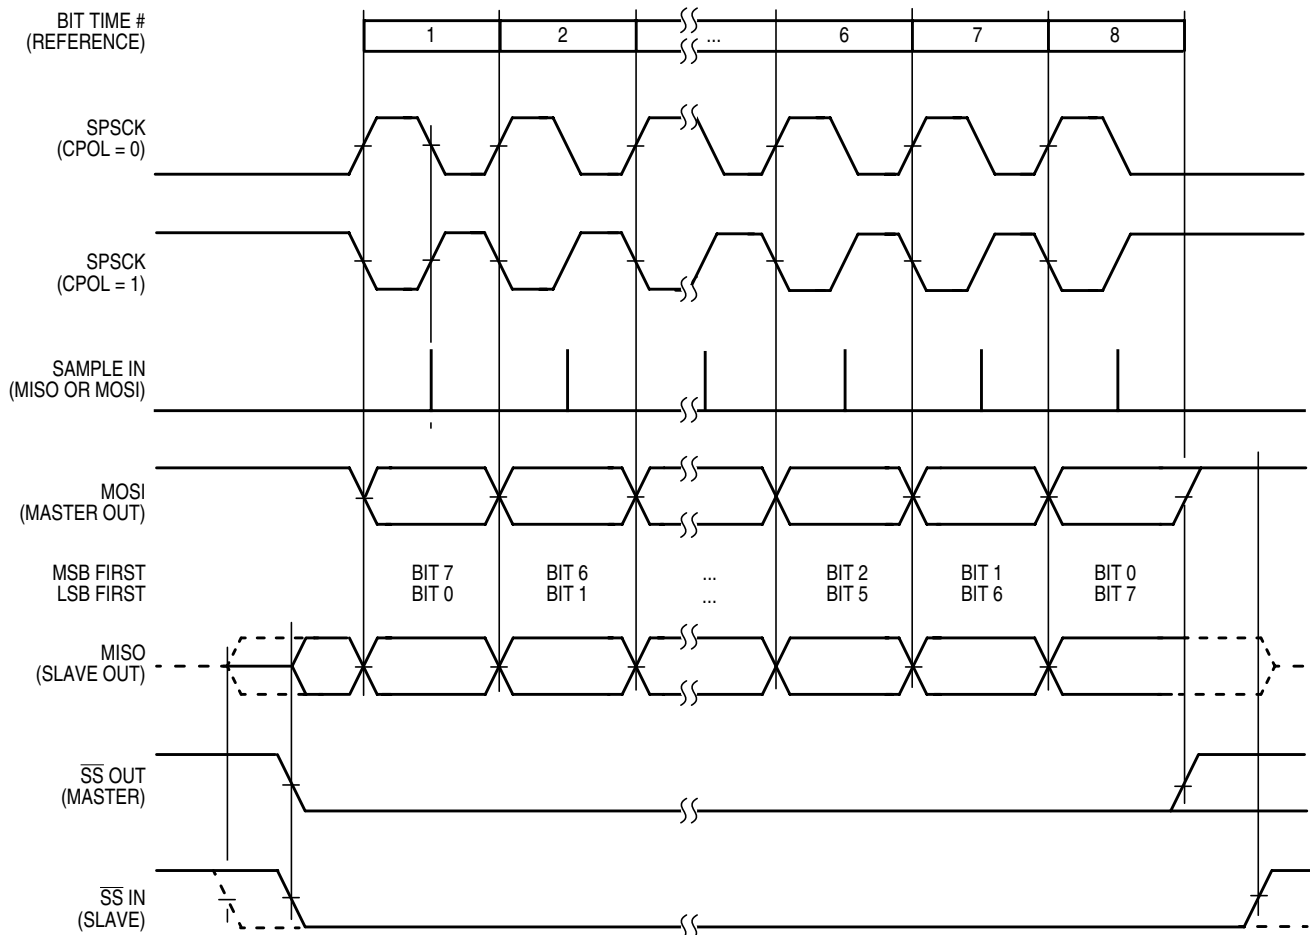 BIT TIME #
(REFERENCE)
1 2 ... 6 7 8
SPSCK
(CPOL = 0)
SPSCK
(CPOL = 1)
SAMPLE IN
(MISO OR MOSI)
MOSI
(MASTER OUT)
MSB FIRST BIT 7 BIT 6 ... BIT 2 BIT 1 BIT 0
LSB FIRST BIT 0 BIT 1 ... BIT 5 BIT 6 BIT 7
MISO
(SLAVE OUT)
S̅S̅ OUT
(MASTER)
S̅S̅ IN
(SLAVE)